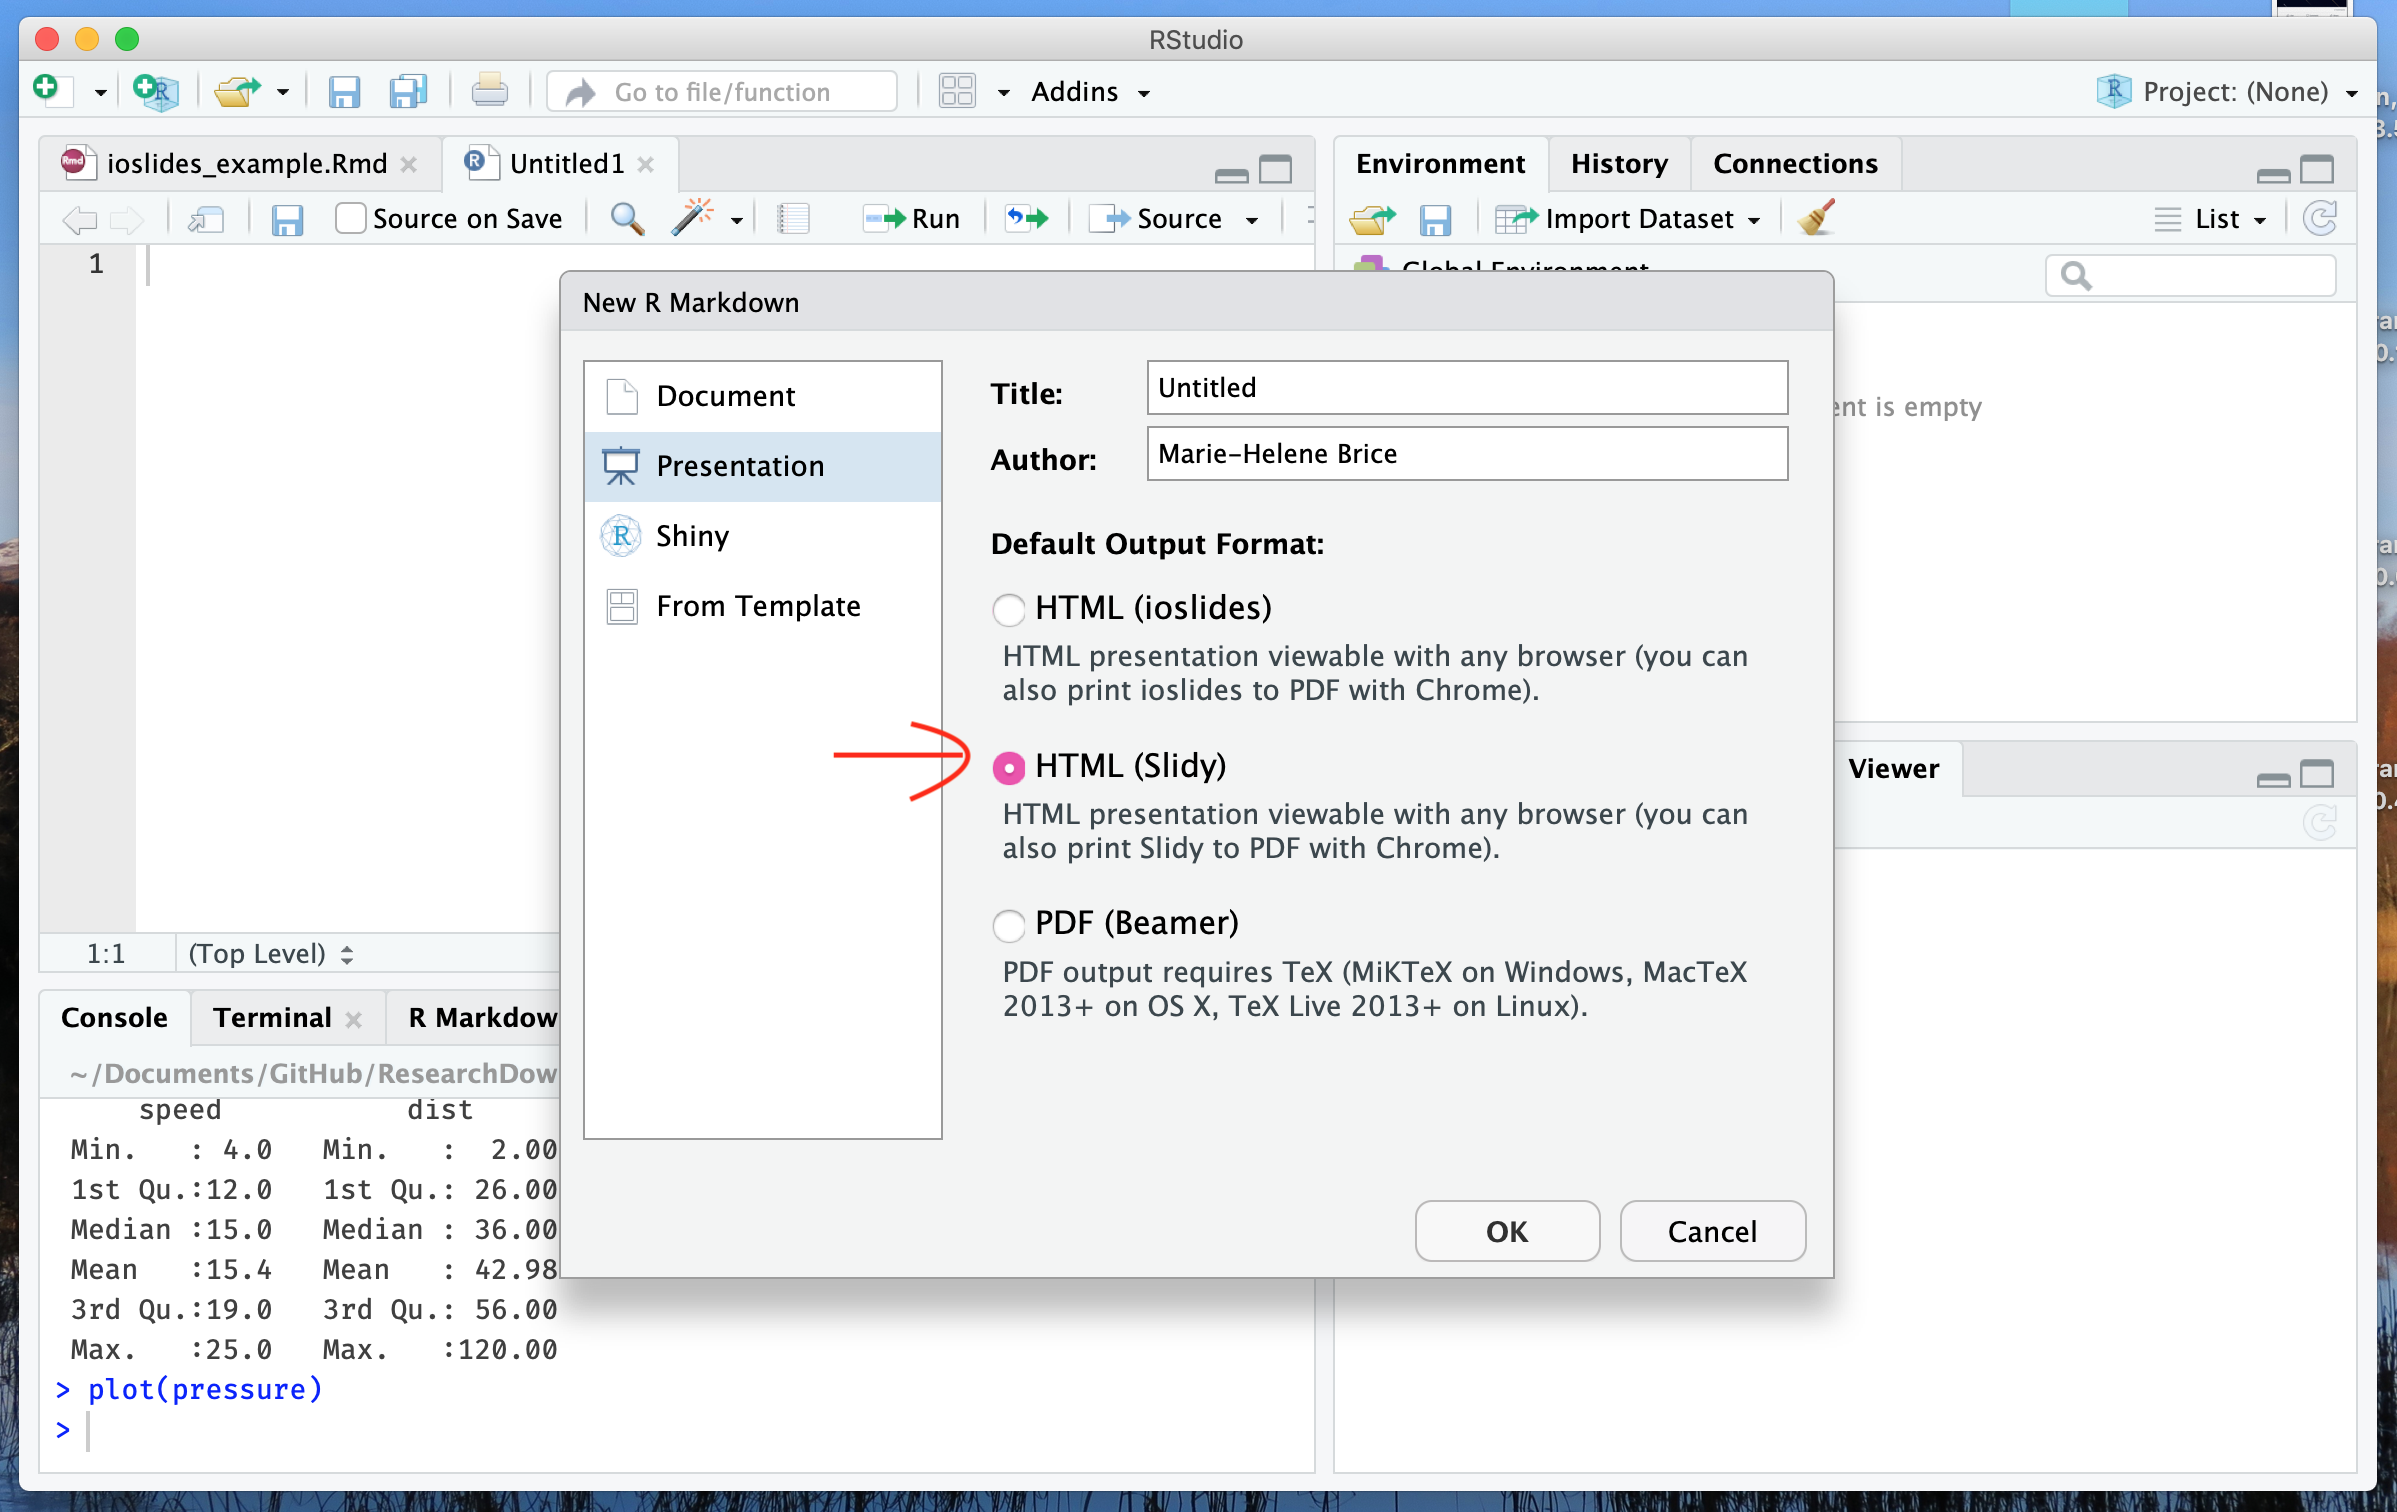 RStudio
Go to file/function
Addins
Project: (None)
ioslides_example.Rmd
Untitled1
Environment
History
Connections
Source on Save
Run
Source
Import Dataset
List
1
Global Environment
New R Markdown
Document
Presentation
Shiny
From Template
Title:
Untitled
Author:
Marie-Helene Brice
is empty
Default Output Format:
HTML (ioslides)
HTML presentation viewable with any browser (you can
also print ioslides to PDF with Chrome).
HTML (Slidy)
HTML presentation viewable with any browser (you can
also print Slidy to PDF with Chrome).
PDF (Beamer)
PDF output requires TeX (MiKTeX on Windows, MacTeX
2013+ on OS X, TeX Live 2013+ on Linux).
OK
Cancel
Viewer
1:1
(Top Level)
Console
Terminal
R Markdow
~/Documents/GitHub/ResearchDow
speed dist
Min. : 4.0 Min. : 2.00
1st Qu.:12.0 1st Qu.: 26.00
Median :15.0 Median : 36.00
Mean :15.4 Mean : 42.98
3rd Qu.:19.0 3rd Qu.: 56.00
Max. :25.0 Max. :120.00
> plot(pressure)
>